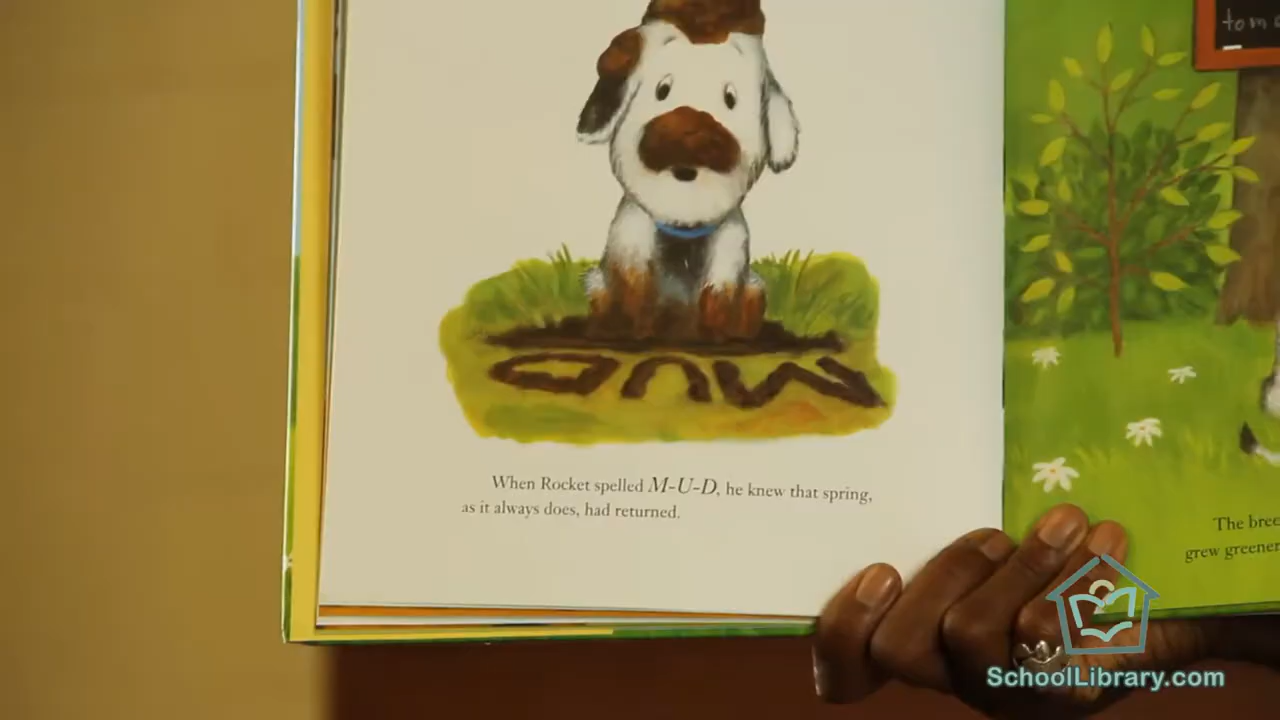 tom
MUD
When Rocket spelled M-U-D, he knew that spring,
as it always does, had returned.
The
grew greener
SchoolLibrary.com